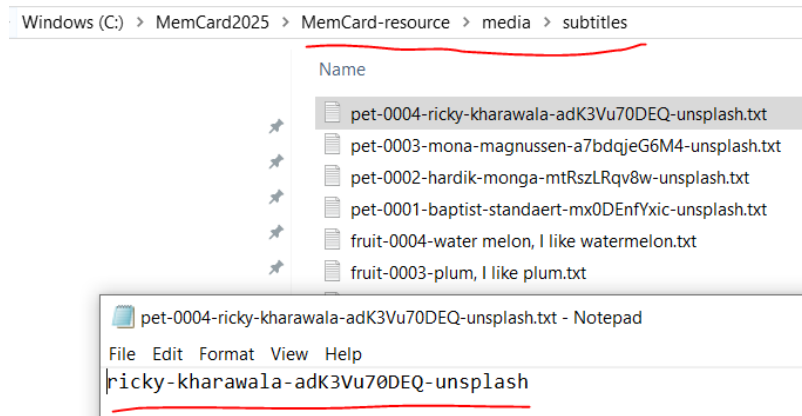 Windows (C:) > MemCard2025 > MemCard-resource > media > subtitles
Name
pet-0004-ricky-kharawala-adK3Vu70DEQ-unsplash.txt
pet-0003-mona-magnussen-a7bdqjeG6M4-unsplash.txt
pet-0002-hardik-monga-mtRszLRqv8w-unsplash.txt
pet-0001-baptist-standaert-mx0DEnfYxic-unsplash.txt
fruit-0004-water melon, I like watermelon.txt
fruit-0003-plum, I like plum.txt
pet-0004-ricky-kharawala-adK3Vu70DEQ-unsplash.txt - Notepad
File Edit Format View Help
ricky-kharawala-adK3Vu70DEQ-unsplash